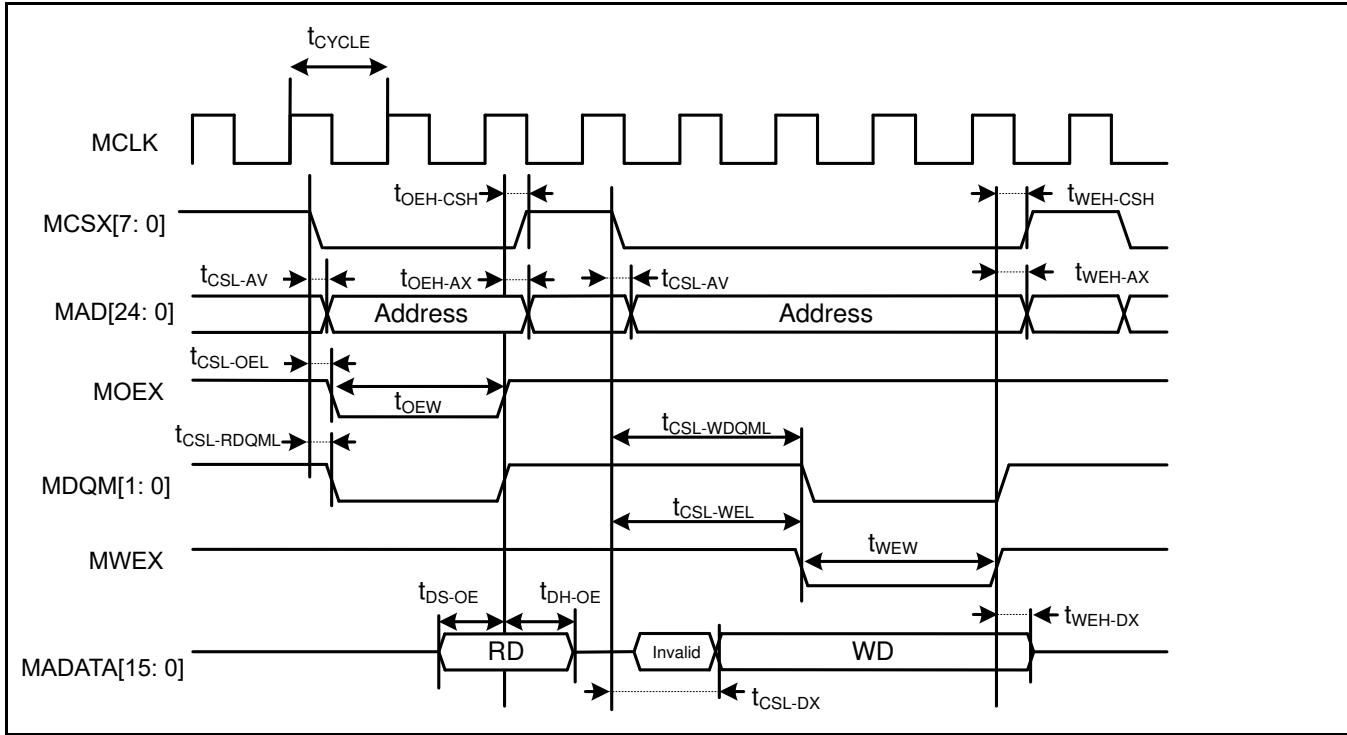 tCYCLE
MCLK
tOEH-CSH
tWEH-CSH
MCSX[7: 0]
tCSL-AV
tOEH-AX
tCSL-AV
tWEH-AX
MAD[24: 0]
Address
Address
tCSL-OEL
MOEX
tOEW
tCSL-RDQML
tCSL-WDQML
MDQM[1: 0]
tCSL-WEL
MWEX
tWEW
tDS-OE
tDH-OE
tWEH-DX
MADATA[15: 0]
RD
Invalid
WD
tCSL-DX